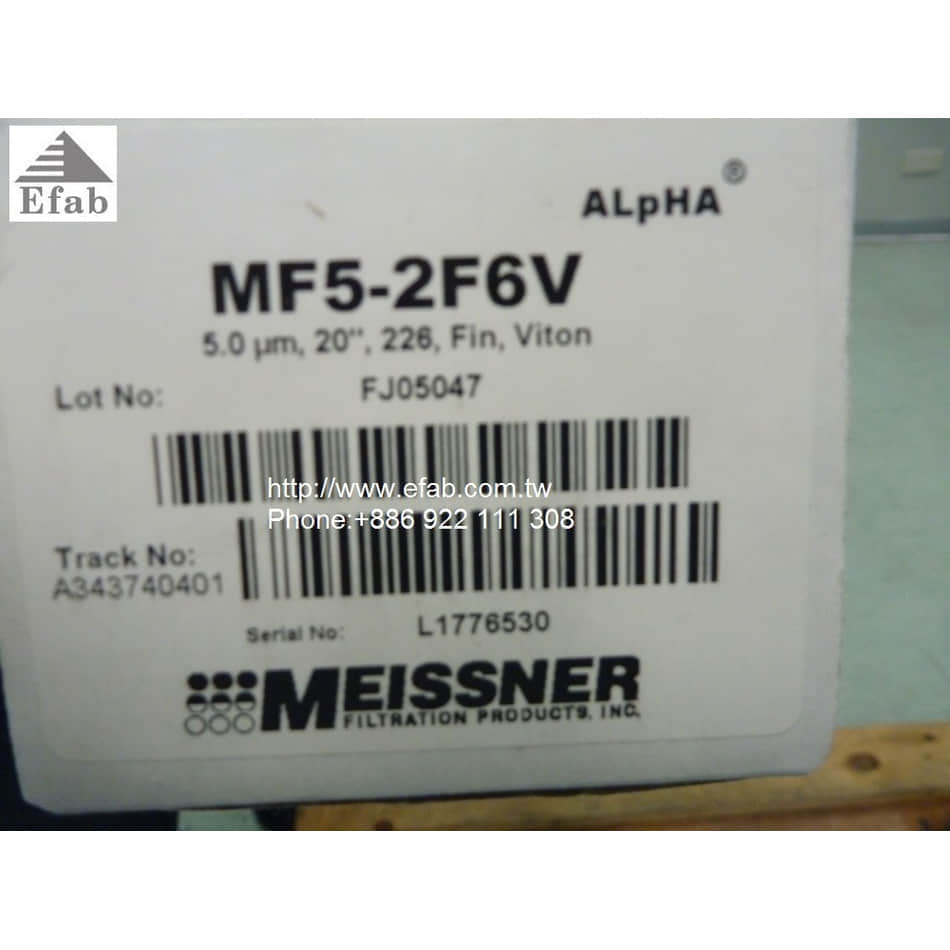 Efab
ALpHA®
MF5-2F6V
5.0 µm, 20", 226, Fin, Viton
Lot No: FJ05047
http://www.efab.com.tw
Phone:+886 922 111 308
Track No:
A343740401
Serial No: L1776530
MEISSNER
FILTRATION PRODUCTS, INC.